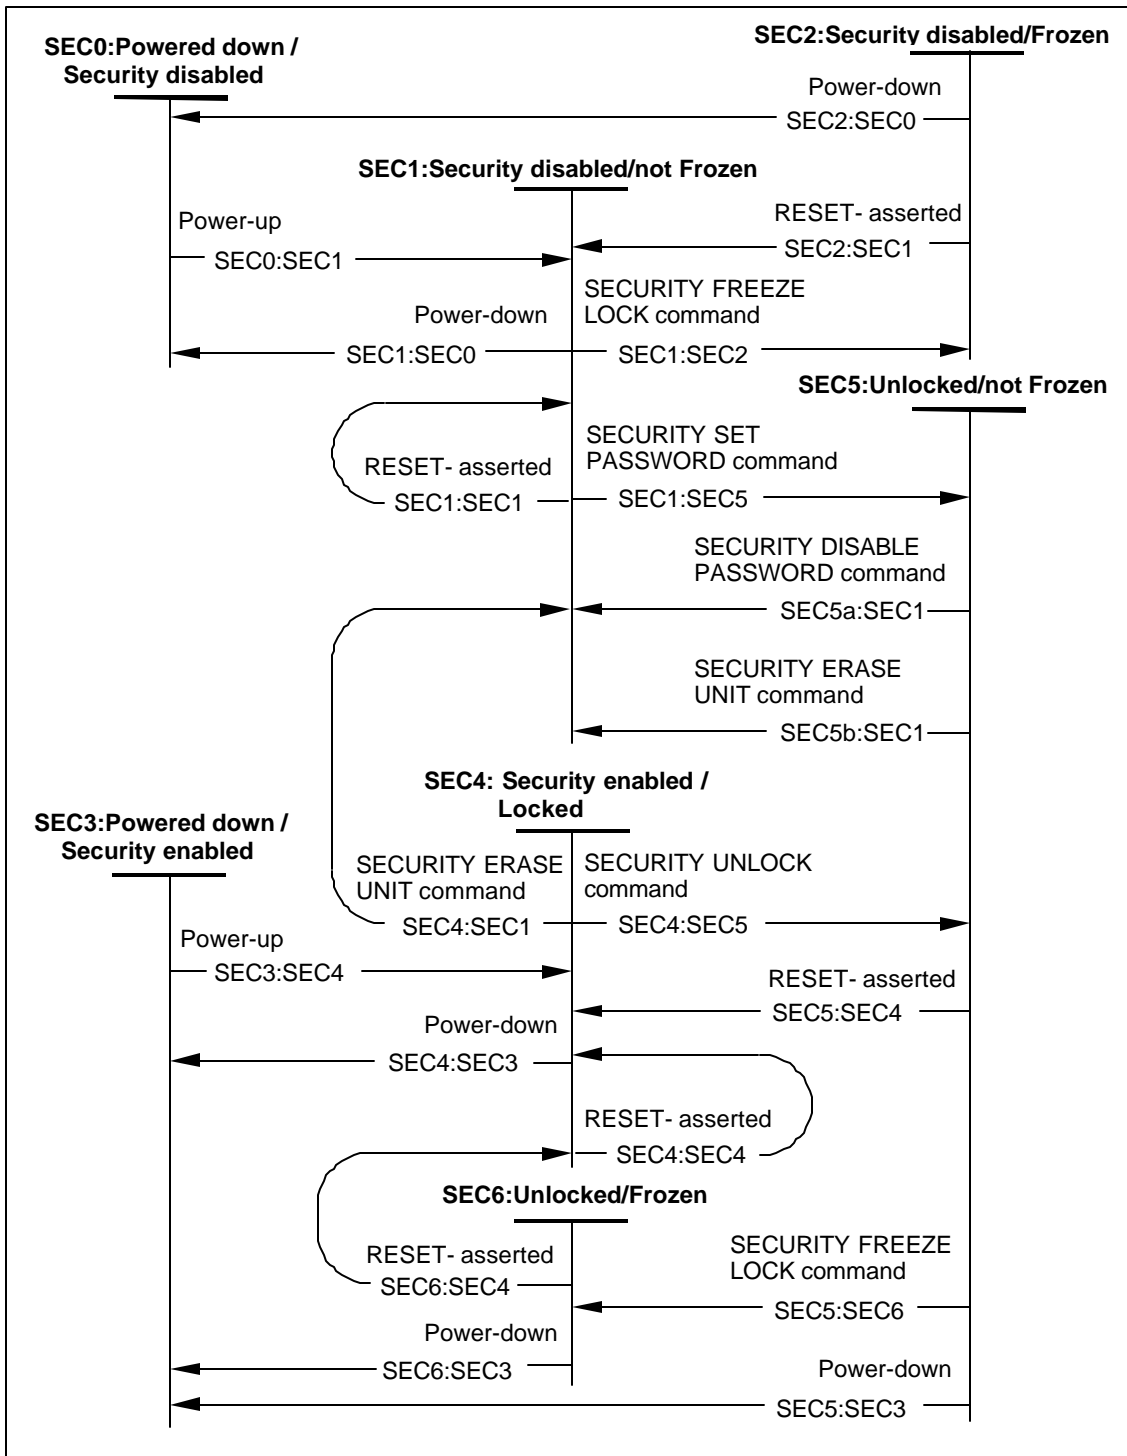 SEC0:Powered down /
Security disabled
SEC2:Security disabled/Frozen
Power-down
SEC2:SEC0
SEC1:Security disabled/not Frozen
Power-up
SEC0:SEC1
RESET- asserted
SEC2:SEC1
Power-down
SEC1:SEC0
SECURITY FREEZE
LOCK command
SEC1:SEC2
SEC5:Unlocked/not Frozen
RESET- asserted
SEC1:SEC1
SECURITY SET
PASSWORD command
SEC1:SEC5
SECURITY DISABLE
PASSWORD command
SEC5a:SEC1
SECURITY ERASE
UNIT command
SEC5b:SEC1
SEC4: Security enabled /
Locked
SEC3:Powered down /
Security enabled
SECURITY ERASE
UNIT command
SEC4:SEC1
SECURITY UNLOCK
command
SEC4:SEC5
Power-up
SEC3:SEC4
RESET- asserted
SEC5:SEC4
Power-down
SEC4:SEC3
RESET- asserted
SEC4:SEC4
SEC6:Unlocked/Frozen
RESET- asserted
SEC6:SEC4
SECURITY FREEZE
LOCK command
SEC5:SEC6
Power-down
SEC6:SEC3
Power-down
SEC5:SEC3